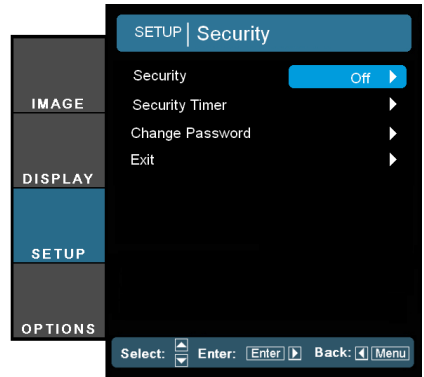 SETUP | Security
Security Off
Security Timer
Change Password
Exit
IMAGE
DISPLAY
SETUP
OPTIONS
Select: Enter: Enter Back: Menu